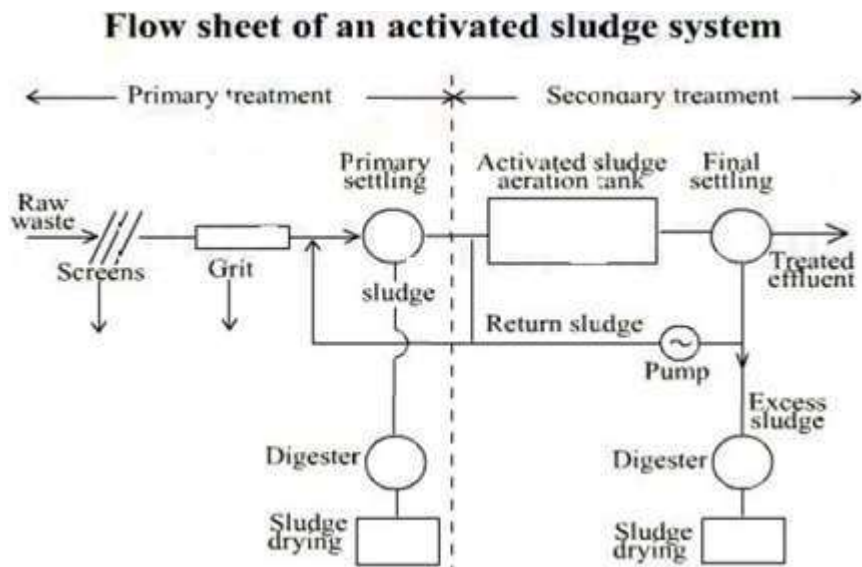 Flow sheet of an activated sludge system
Primary treatment
Secondary treatment
Raw
waste
Screens
Grit
Primary
settling
sludge
Activated sludge
aeration tank
Final
settling
Treated
effluent
Return sludge
Pump
Excess
sludge
Digester
Digester
Sludge
drying
Sludge
drying